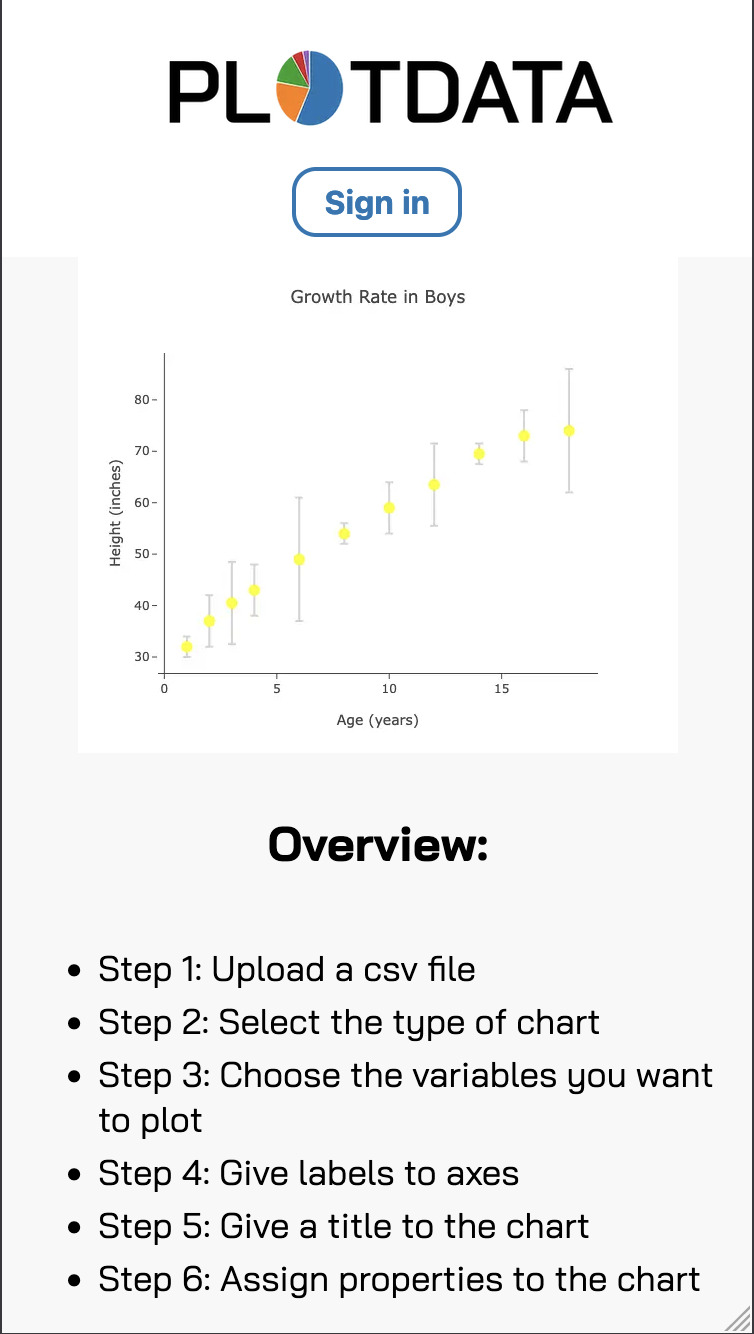 PLOTDATA
Sign in
Growth Rate in Boys
80
70
60
50
40
30
Height (inches)
0 5 10 15
Age (years)
Overview:
• Step 1: Upload a csv file
• Step 2: Select the type of chart
• Step 3: Choose the variables you want
to plot
• Step 4: Give labels to axes
• Step 5: Give a title to the chart
• Step 6: Assign properties to the chart